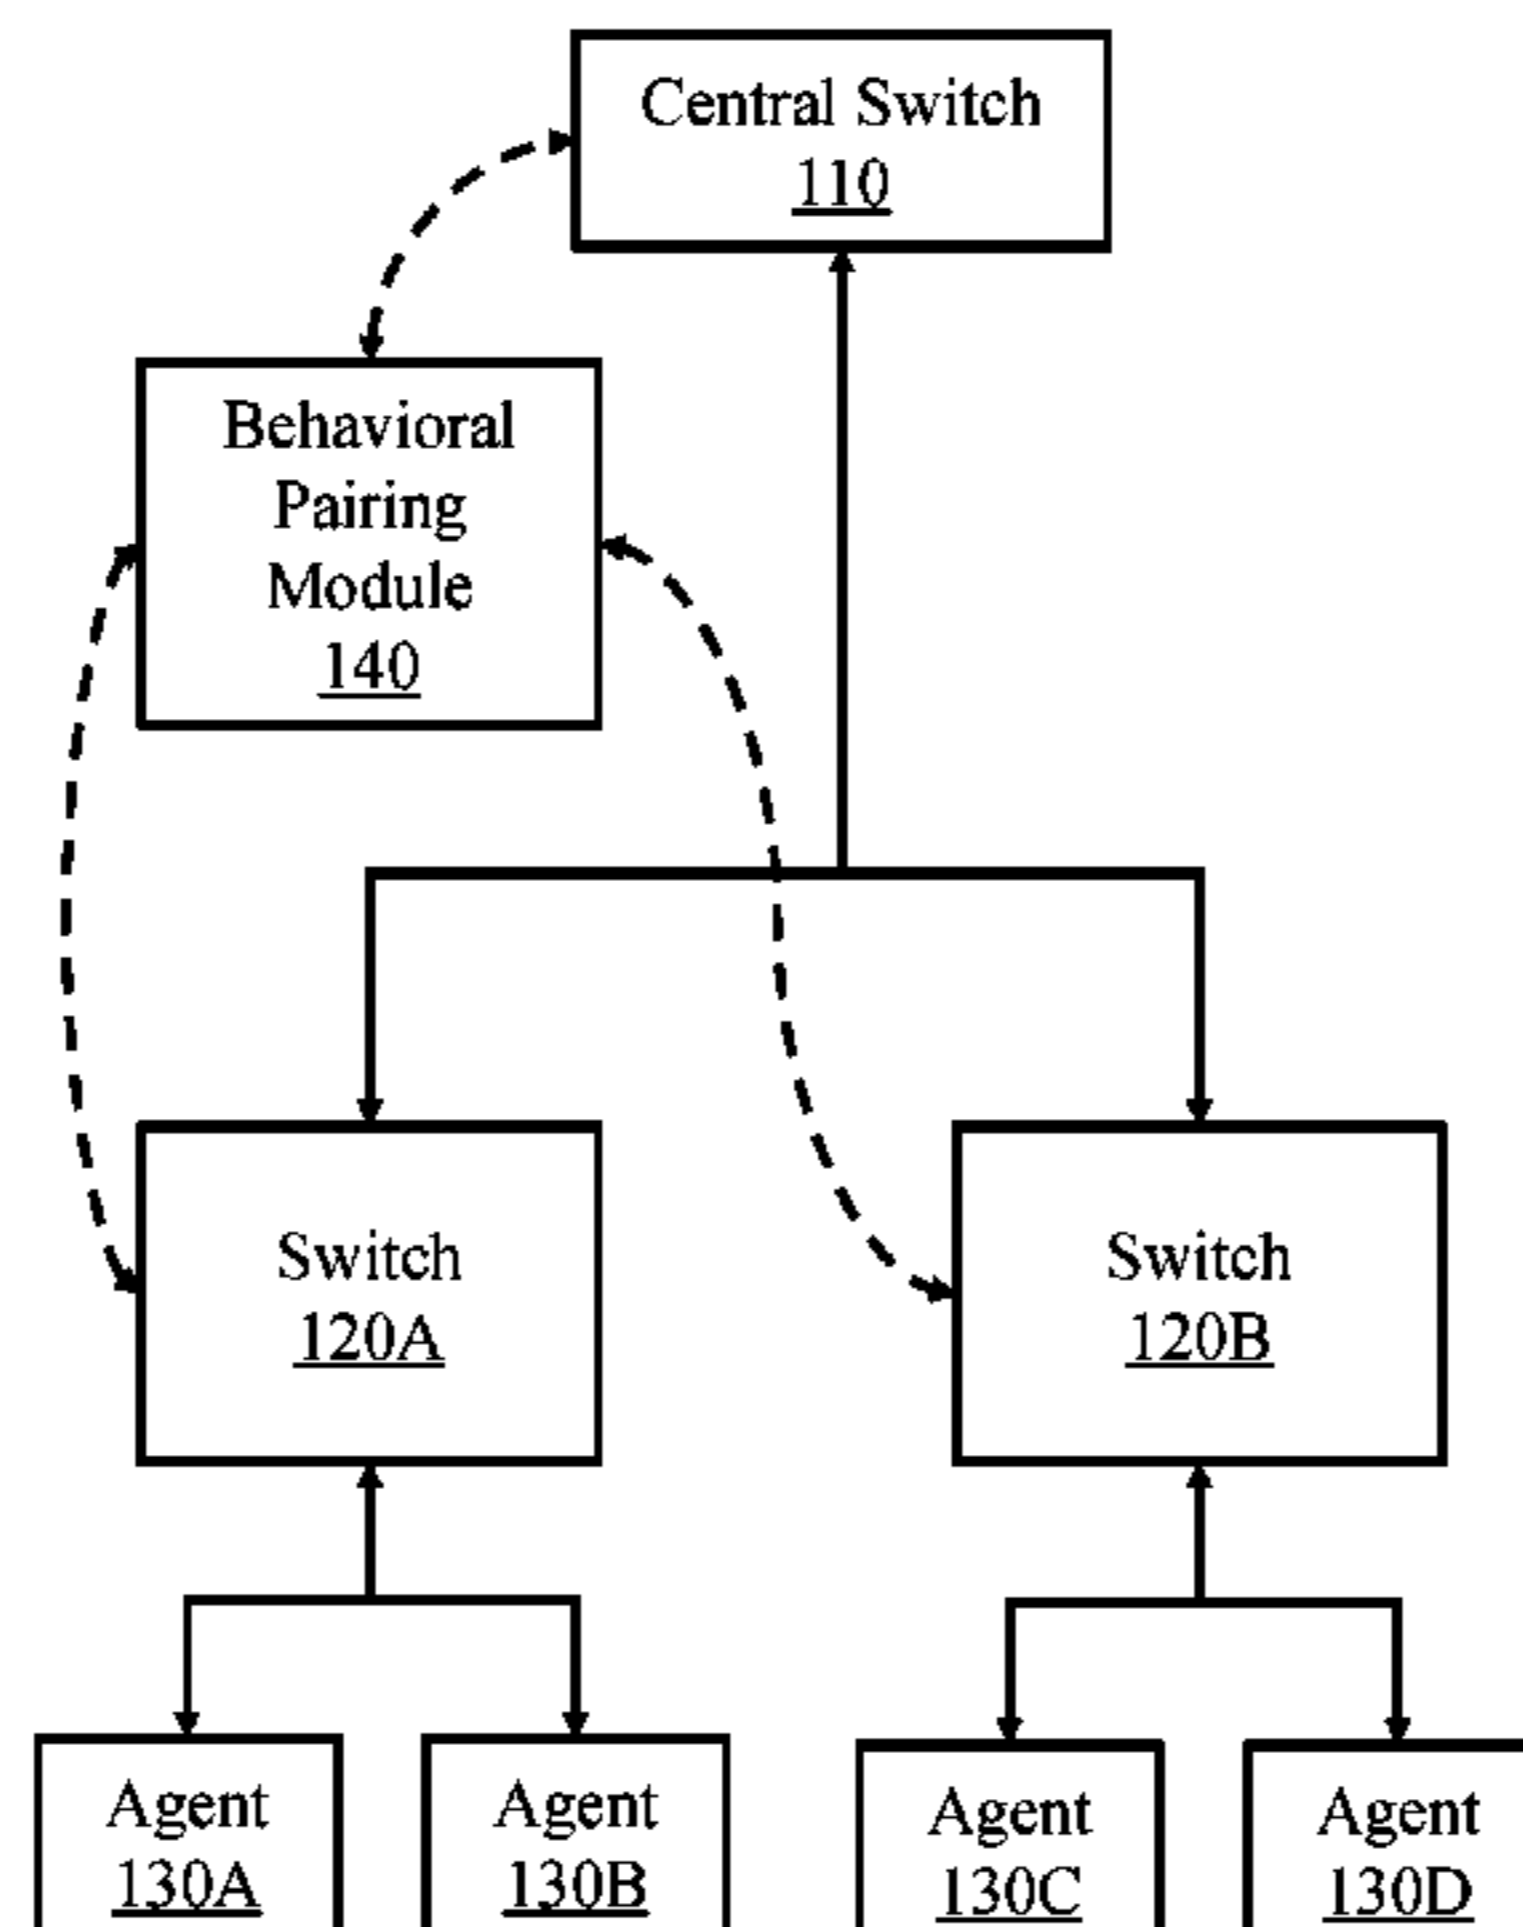 Central Switch
110
Behavioral
Pairing
Module
140
Switch
120A
Switch
120B
Agent
130A
Agent
130B
Agent
130C
Agent
130D